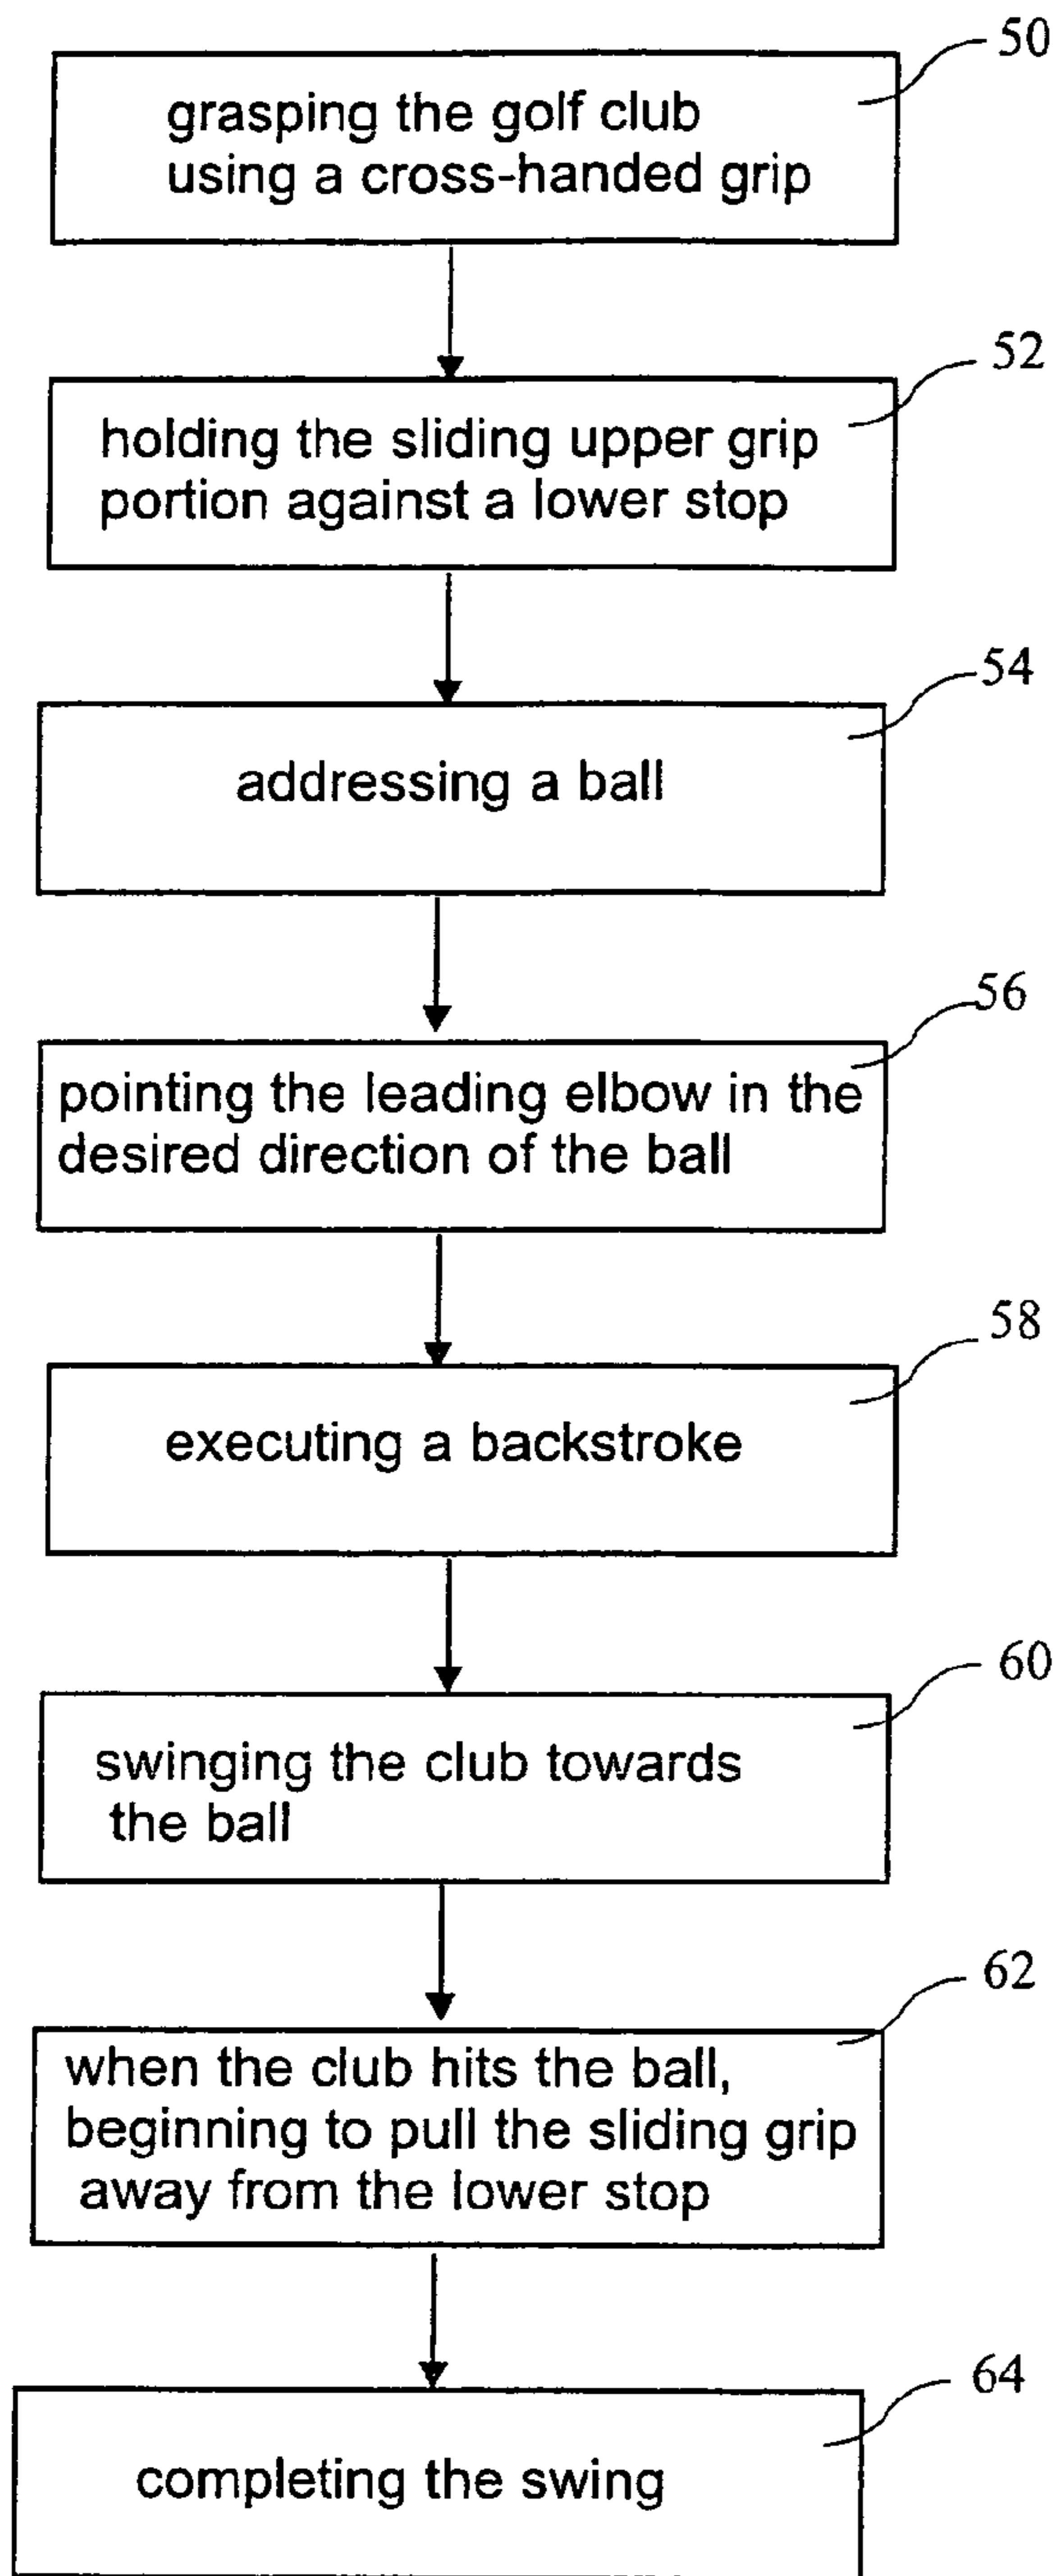 50
grasping the golf club
using a cross-handed grip
52
holding the sliding upper grip
portion against a lower stop
54
addressing a ball
56
pointing the leading elbow in the
desired direction of the ball
58
executing a backstroke
60
swinging the club towards
the ball
62
when the club hits the ball,
beginning to pull the sliding grip
away from the lower stop
64
completing the swing